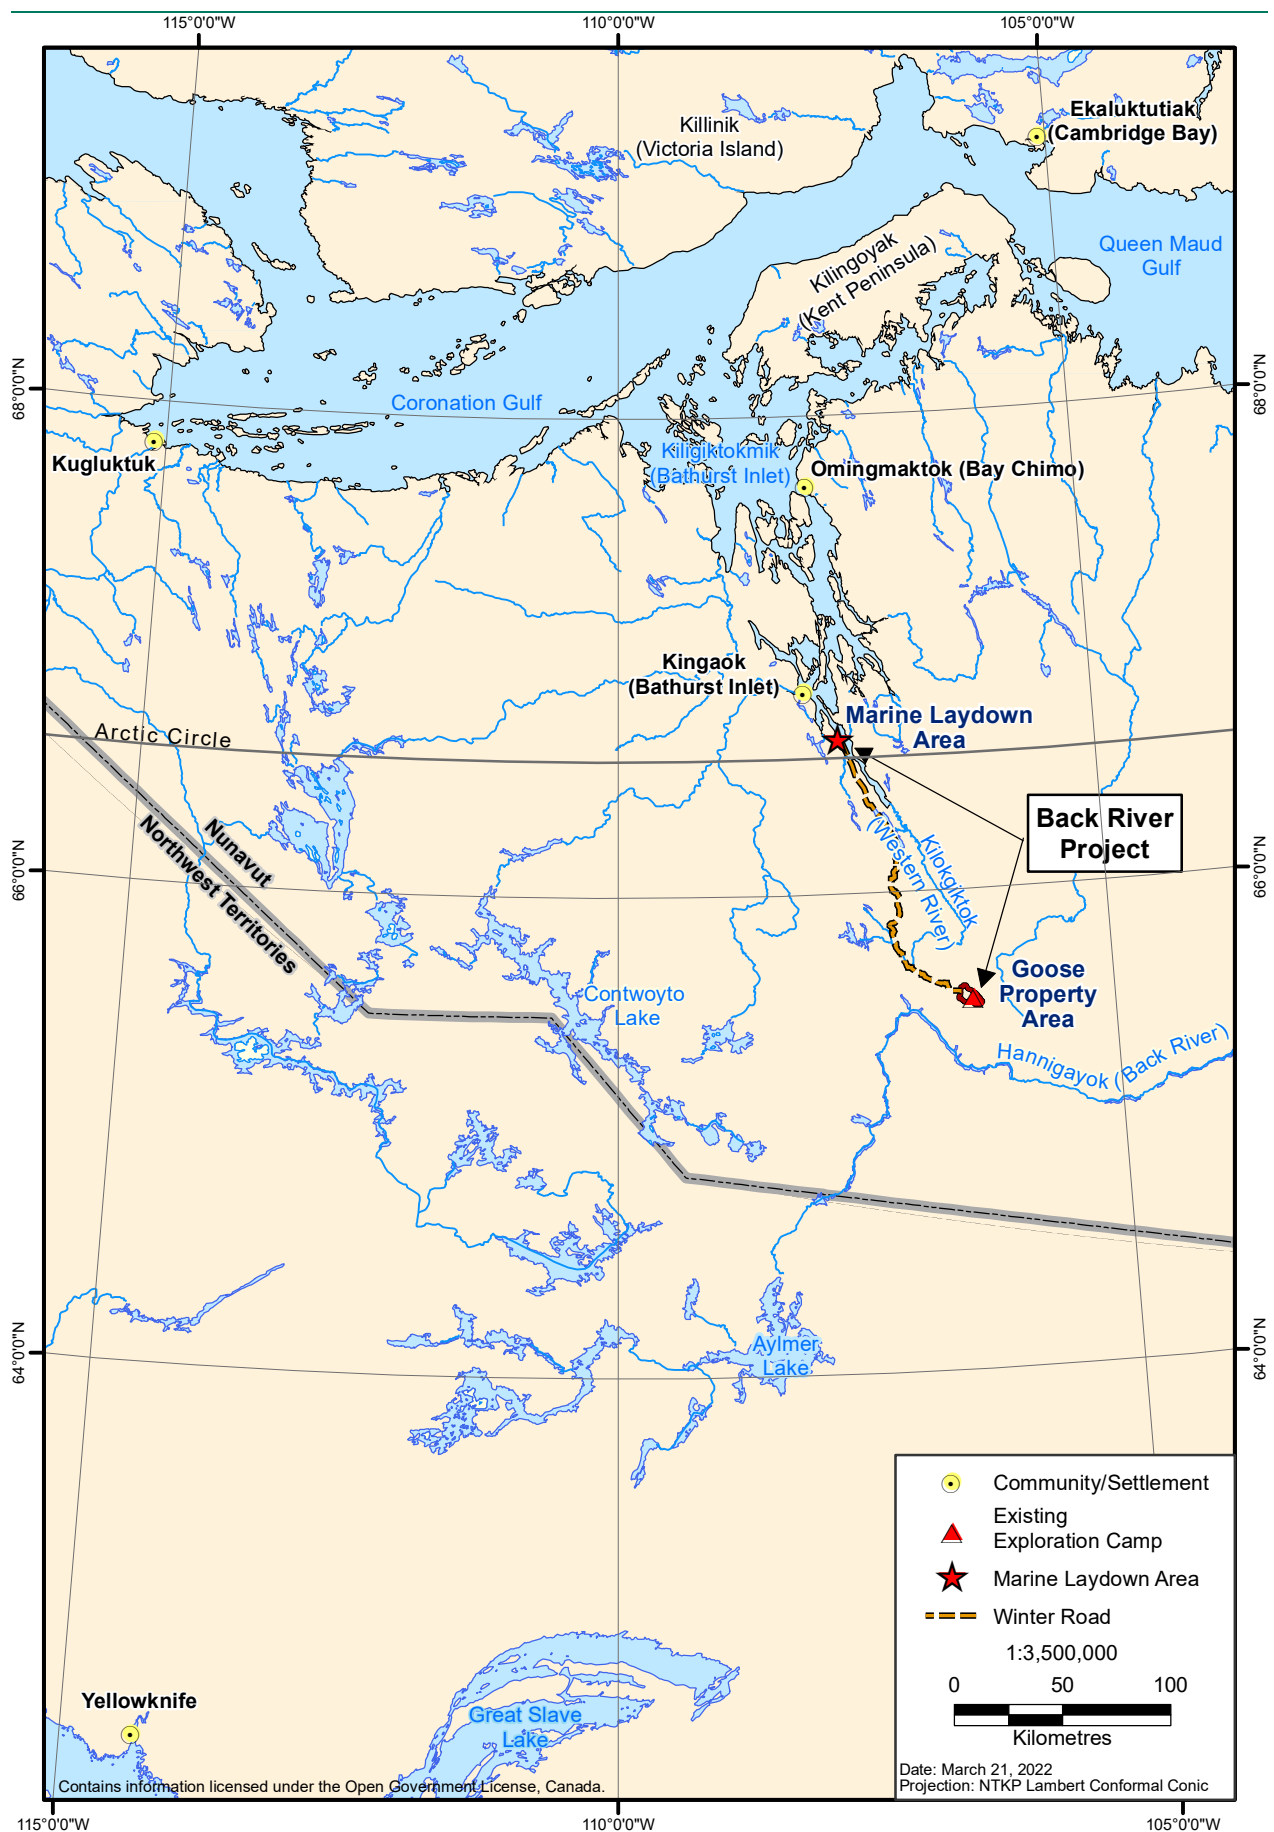 115°0'0"W
110°0'0"W
105°0'0"W
Ekaluktutiak
(Cambridge Bay)
Killinik
(Victoria Island)
Queen Maud
Gulf
Kilingoyak
(Kent Peninsula)
68°0'0"N
68°0'0"N
Coronation Gulf
Kugluktuk
Kiligiktokmik
(Bathurst Inlet)
Omingmaktok (Bay Chimo)
Kingaok
(Bathurst Inlet)
Marine Laydown
Area
Arctic Circle
Back River
Project
Nunavut
Northwest Territories
Kilokgiktok
(Western River)
66°0'0"N
66°0'0"N
Goose
Property
Area
Contwoyto
Lake
Hannigayok (Back River)
64°0'0"N
64°0'0"N
Aylmer
Lake
Community/Settlement
Existing
Exploration Camp
Marine Laydown Area
Winter Road
1:3,500,000
0 50 100
Kilometres
Yellowknife
Great Slave
Lake
Date: March 21, 2022
Projection: NTKP Lambert Conformal Conic
Contains information licensed under the Open Government License, Canada.
115°0'0"W
110°0'0"W
105°0'0"W